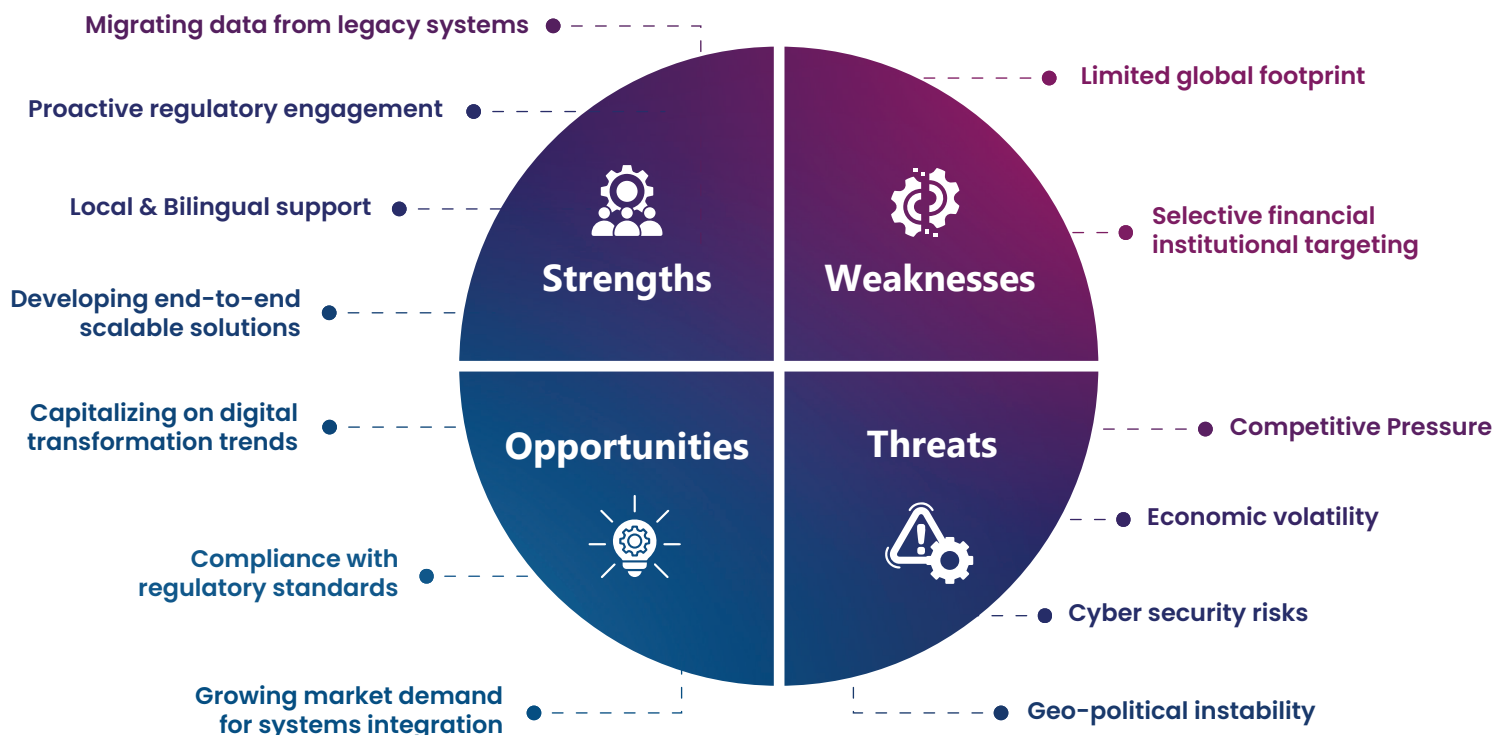 Migrating data from legacy systems
Proactive regulatory engagement
Local & Bilingual support
Developing end-to-end
scalable solutions
Strengths
Limited global footprint
Selective financial
institutional targeting
Weaknesses
Capitalizing on digital
transformation trends
Compliance with
regulatory standards
Growing market demand
for systems integration
Opportunities
Threats
Competitive Pressure
Economic volatility
Cyber security risks
Geo-political instability